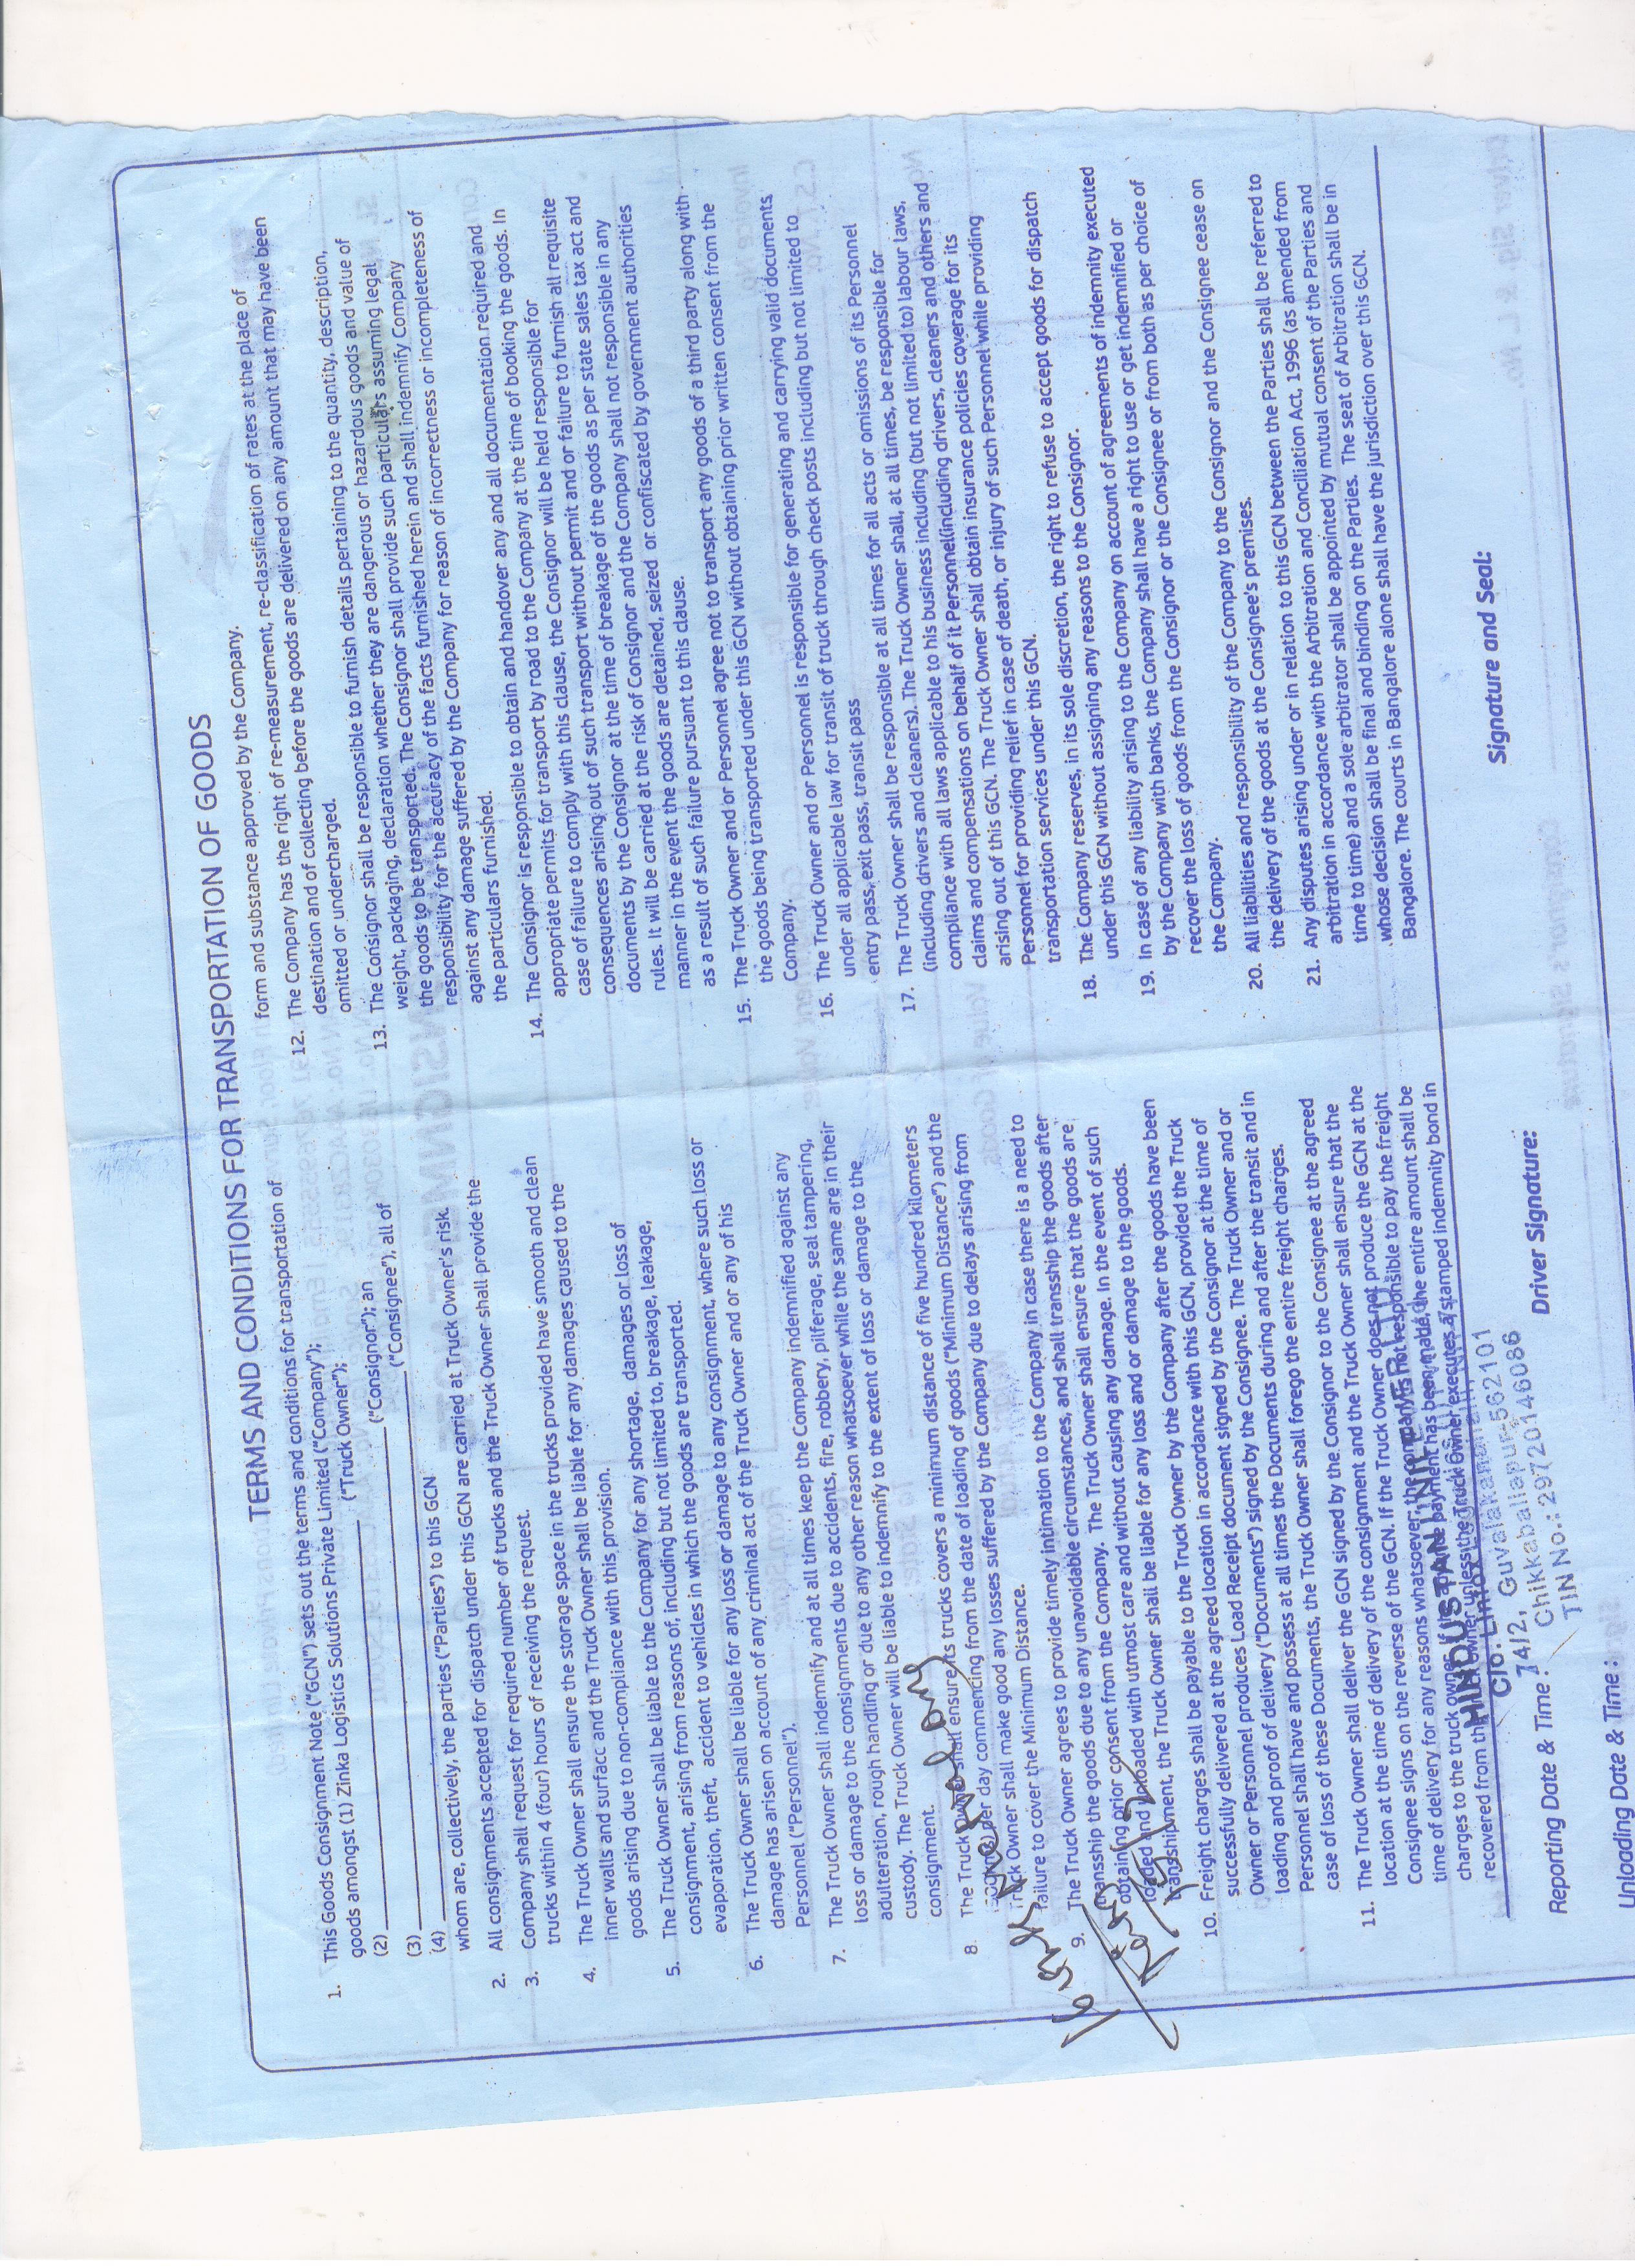 TERMS AND CONDITIONS FOR TRANSPORTATION OF GOODS
1. This Goods Consignment Note ("GCN") sets out the terms and conditions for transportation of
goods amongst (1) Zinka Logistics Solutions Private Limited ("Company");
(2) ("Truck Owner");
(3) ("Consignor"); an
(4) ("Consignee"), all of
whom are, collectively, the parties ("Parties") to this GCN
2. All consignments accepted for dispatch under this GCN are carried at Truck Owner's risk.
3. Company shall request for required number of trucks and the Truck Owner shall provide the
trucks within 4 (four) hours of receiving the request.
4. The Truck Owner shall ensure the storage space in the trucks provided have smooth and clean
inner walls and surface and the Truck Owner shall be liable for any damages caused to the
goods arising due to non-compliance with this provision.
5. The Truck Owner shall be liable to the Company for any shortage, damages or loss of
consignment, arising from reasons of, including but not limited to, breakage, leakage,
evaporation, theft, accident to vehicles in which the goods are transported.
6. The Truck Owner shall be liable for any loss or damage to any consignment, where such loss or
damage has arisen on account of any criminal act of the Truck Owner and or any of his
Personnel ("Personnel").
7. The Truck Owner shall indemnify and at all times keep the Company indemnified against any
loss or damage to the consignments due to accidents, fire, robbery, pilferage, seal tampering,
adulteration, rough handling or due to any other reason whatsoever while the same are in their
custody. The Truck Owner will be liable to indemnify to the extent of loss or damage to the
consignment.
8. The Truck Owner shall ensure its trucks covers a minimum distance of five hundred kilometers
per day commencing from the date of loading of goods ("Minimum Distance") and the
Truck Owner shall make good any losses suffered by the Company due to delays arising from
failure to cover the Minimum Distance.
9. The Truck Owner agrees to provide timely intimation to the Company in case there is a need to
transship the goods due to any unavoidable circumstances, and shall transship the goods after
obtaining prior consent from the Company. The Truck Owner shall ensure that the goods are
loaded and unloaded with utmost care and without causing any damage. In the event of such
transshipment, the Truck Owner shall be liable for any loss and or damage to the goods.
10. Freight charges shall be payable to the Truck Owner by the Company after the goods have been
successfully delivered at the agreed location in accordance with this GCN, provided the Truck
Owner or Personnel produces Load Receipt document signed by the Consignor at the time of
loading and proof of delivery ("Documents") signed by the Consignee. The Truck Owner and or
Personnel shall have and possess at all times the Documents during and after the transit and in
case of loss of these Documents, the Truck Owner shall forego the entire freight charges.
11. The Truck Owner shall deliver the GCN signed by the Consignor to the Consignee at the agreed
location at the time of delivery of the consignment and the Truck Owner shall ensure that the
Consignee signs on the reverse of the GCN. If the Truck Owner does not produce the GCN at the
time of delivery for any reasons whatsoever, the company is not responsible to pay the freight
charges to the truck owner. If the payment has been made, the entire amount shall be
recovered from the Truck Owner unless the Truck Owner executes a stamped indemnity bond in
form and substance approved by the Company.
12. The Company has the right of re-measurement, re-classification of rates at the place of
destination and of collecting before the goods are delivered on any amount that may have been
omitted or undercharged.
13. The Consignor shall be responsible to furnish details pertaining to the quantity, description,
weight, packaging, declaration whether they are dangerous or hazardous goods and value of
the goods to be transported. The Consignor shall provide such particulars assuming legal
responsibility for the accuracy of the facts furnished herein and shall indemnify Company
against any damage suffered by the Company for reason of incorrectness or incompleteness of
the particulars furnished.
14. The Consignor is responsible to obtain and handover any and all documentation required and
appropriate permits for transport by road to the Company at the time of booking the goods. In
case of failure to comply with this clause, the Consignor will be held responsible for
consequences arising out of such transport without permit and or failure to furnish all requisite
documents by the Consignor at the time of breakage of the goods as per state sales tax act and
rules. It will be carried at the risk of Consignor and the Company shall not responsible in any
manner in the event the goods are detained, seized or confiscated by government authorities
as a result of such failure pursuant to this clause.
15. The Truck Owner and/or Personnel agree not to transport any goods of a third party along with
the goods being transported under this GCN without obtaining prior written consent from the
Company.
16. The Truck Owner and or Personnel is responsible for generating and carrying valid documents
under all applicable law for transit of truck through check posts including but not limited to
entry pass, exit pass, transit pass
17. The Truck Owner shall be responsible at all times for all acts or omissions of its Personnel
(including drivers and cleaners). The Truck Owner shall, at all times, be responsible for
compliance with all laws applicable to his business including (but not limited to) labour laws,
claims and compensations on behalf of it Personnel(including drivers, cleaners and others and
arising out of this GCN. The Truck Owner shall obtain insurance policies coverage for its
Personnel for providing relief in case of death, or injury of such Personnel while providing
transportation services under this GCN.
18. The Company reserves, in its sole discretion, the right to refuse to accept goods for dispatch
under this GCN without assigning any reasons to the Consignor.
19. In case of any liability arising to the Company on account of agreements of indemnity executed
by the Company with banks, the Company shall have a right to use or get indemnified or
recover the loss of goods from the Consignor or the Consignee or from both as per choice of
the Company.
20. All liabilities and responsibility of the Company to the Consignor and the Consignee cease on
the delivery of the goods at the Consignee's premises.
21. Any disputes arising under or in relation to this GCN between the Parties shall be referred to
arbitration in accordance with the Arbitration and Conciliation Act, 1996 (as amended from
time to time) and a sole arbitrator shall be appointed by mutual consent of the Parties and
whose decision shall be final and binding on the Parties. The seat of Arbitration shall be in
Bangalore. The courts in Bangalore alone shall have the jurisdiction over this GCN.
HINDUSTAN UNILEVER LTD
C/o. Linfox
74/2, Guvalakanahalli
Chikkaballapur-562101
TIN No.: 29720146086
Reporting Date & Time :
Driver Signature:
Signature and Seal:
Unloading Date & Time :